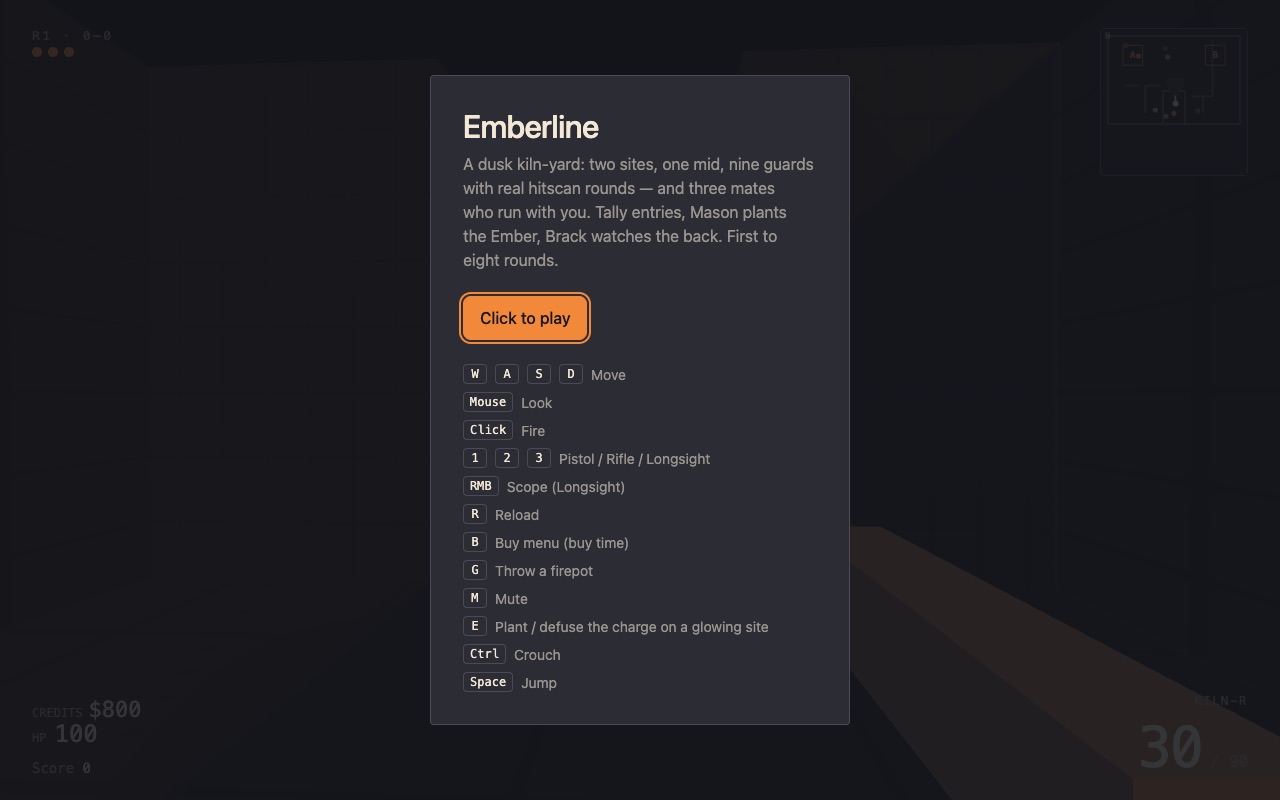 R1 · 0—0
N
A
B
Emberline
A dusk kiln-yard: two sites, one mid, nine guards
with real hitscan rounds — and three mates
who run with you. Tally entries, Mason plants
the Ember, Brack watches the back. First to
eight rounds.
Click to play
W A S D Move
Mouse Look
Click Fire
1 2 3 Pistol / Rifle / Longsight
RMB Scope (Longsight)
R Reload
B Buy menu (buy time)
G Throw a firepot
M Mute
E Plant / defuse the charge on a glowing site
Ctrl Crouch
Space Jump
CREDITS $800
HP 100
Score 0
KILN-R
30 / 90